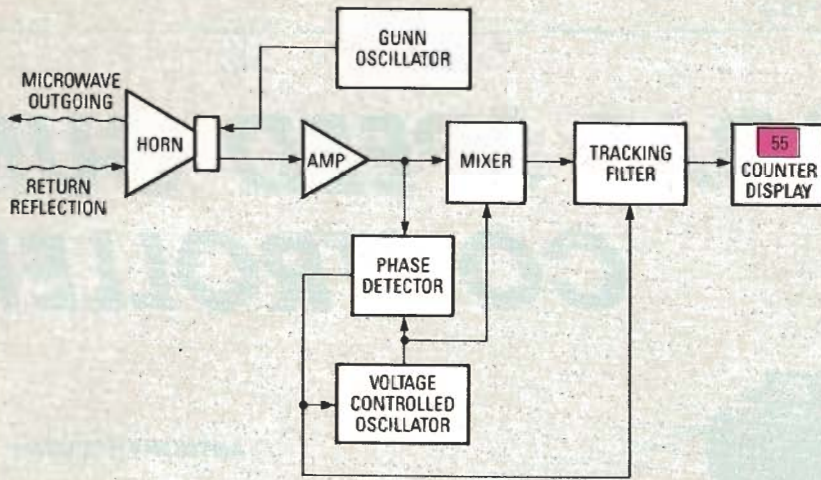 GUNN
OSCILLATOR
MICROWAVE
OUTGOING
HORN
AMP
MIXER
TRACKING
FILTER
55
COUNTER
DISPLAY
RETURN
REFLECTION
PHASE
DETECTOR
VOLTAGE
CONTROLLED
OSCILLATOR